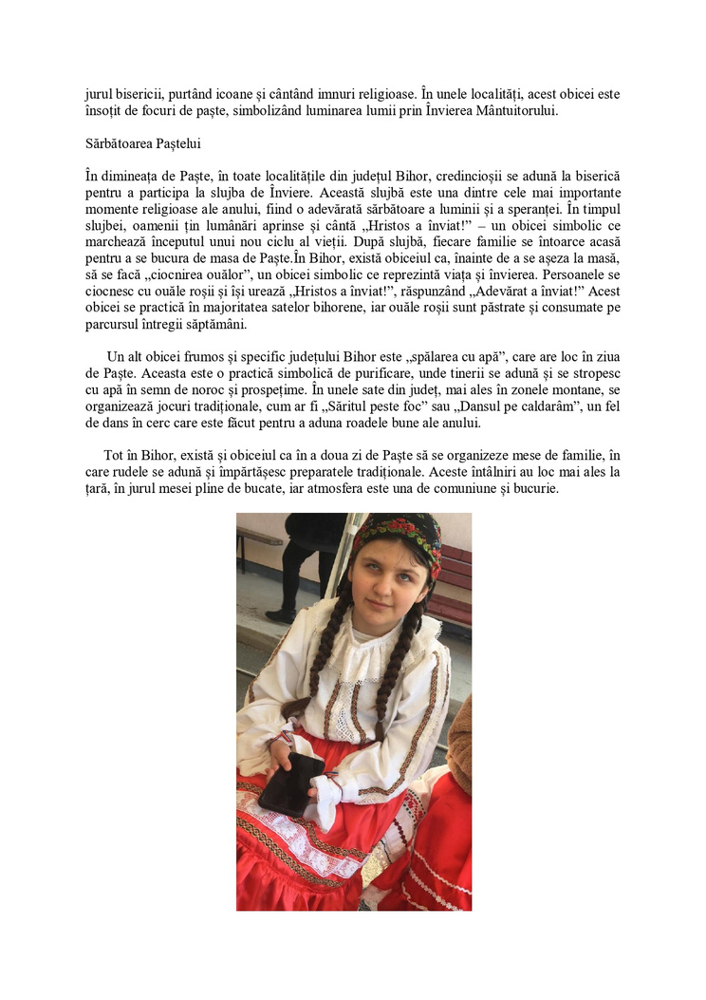 jurul bisericii, purtând icoane și cântând imnuri religioase. În unele localități, acest obicei este
însoțit de focuri de paște, simbolizând luminarea lumii prin Învierea Mântuitorului.
Sărbătoarea Paștelui
În dimineața de Paște, în toate localitățile din județul Bihor, credincioșii se adună la biserică
pentru a participa la slujba de Înviere. Această slujbă este una dintre cele mai importante
momente religioase ale anului, fiind o adevărată sărbătoare a luminii și a speranței. În timpul
slujbei, oamenii țin lumânări aprinse și cântă „Hristos a înviat!” – un obicei simbolic ce
marchează începutul unui nou ciclu al vieții. După slujbă, fiecare familie se întoarce acasă
pentru a se bucura de masa de Paște.În Bihor, există obiceiul ca, înainte de a se așeza la masă,
să se facă „ciocnirea ouălor”, un obicei simbolic ce reprezintă viața și învierea. Persoanele se
ciocnesc cu ouăle roșii și își urează „Hristos a înviat!”, răspunzând „Adevărat a înviat!” Acest
obicei se practică în majoritatea satelor bihorene, iar ouăle roșii sunt păstrate și consumate pe
parcursul întregii săptămâni.
Un alt obicei frumos și specific județului Bihor este „spălarea cu apă”, care are loc în ziua
de Paște. Aceasta este o practică simbolică de purificare, unde tinerii se adună și se stropesc
cu apă în semn de noroc și prospețime. În unele sate din județ, mai ales în zonele montane, se
organizează jocuri tradiționale, cum ar fi „Săritul peste foc” sau „Dansul pe caldarâm”, un fel
de dans în cerc care este făcut pentru a aduna roadele bune ale anului.
Tot în Bihor, există și obiceiul ca în a doua zi de Paște să se organizeze mese de familie, în
care rudele se adună și împărtășesc preparatele tradiționale. Aceste întâlniri au loc mai ales la
țară, în jurul mesei pline de bucate, iar atmosfera este una de comuniune și bucurie.